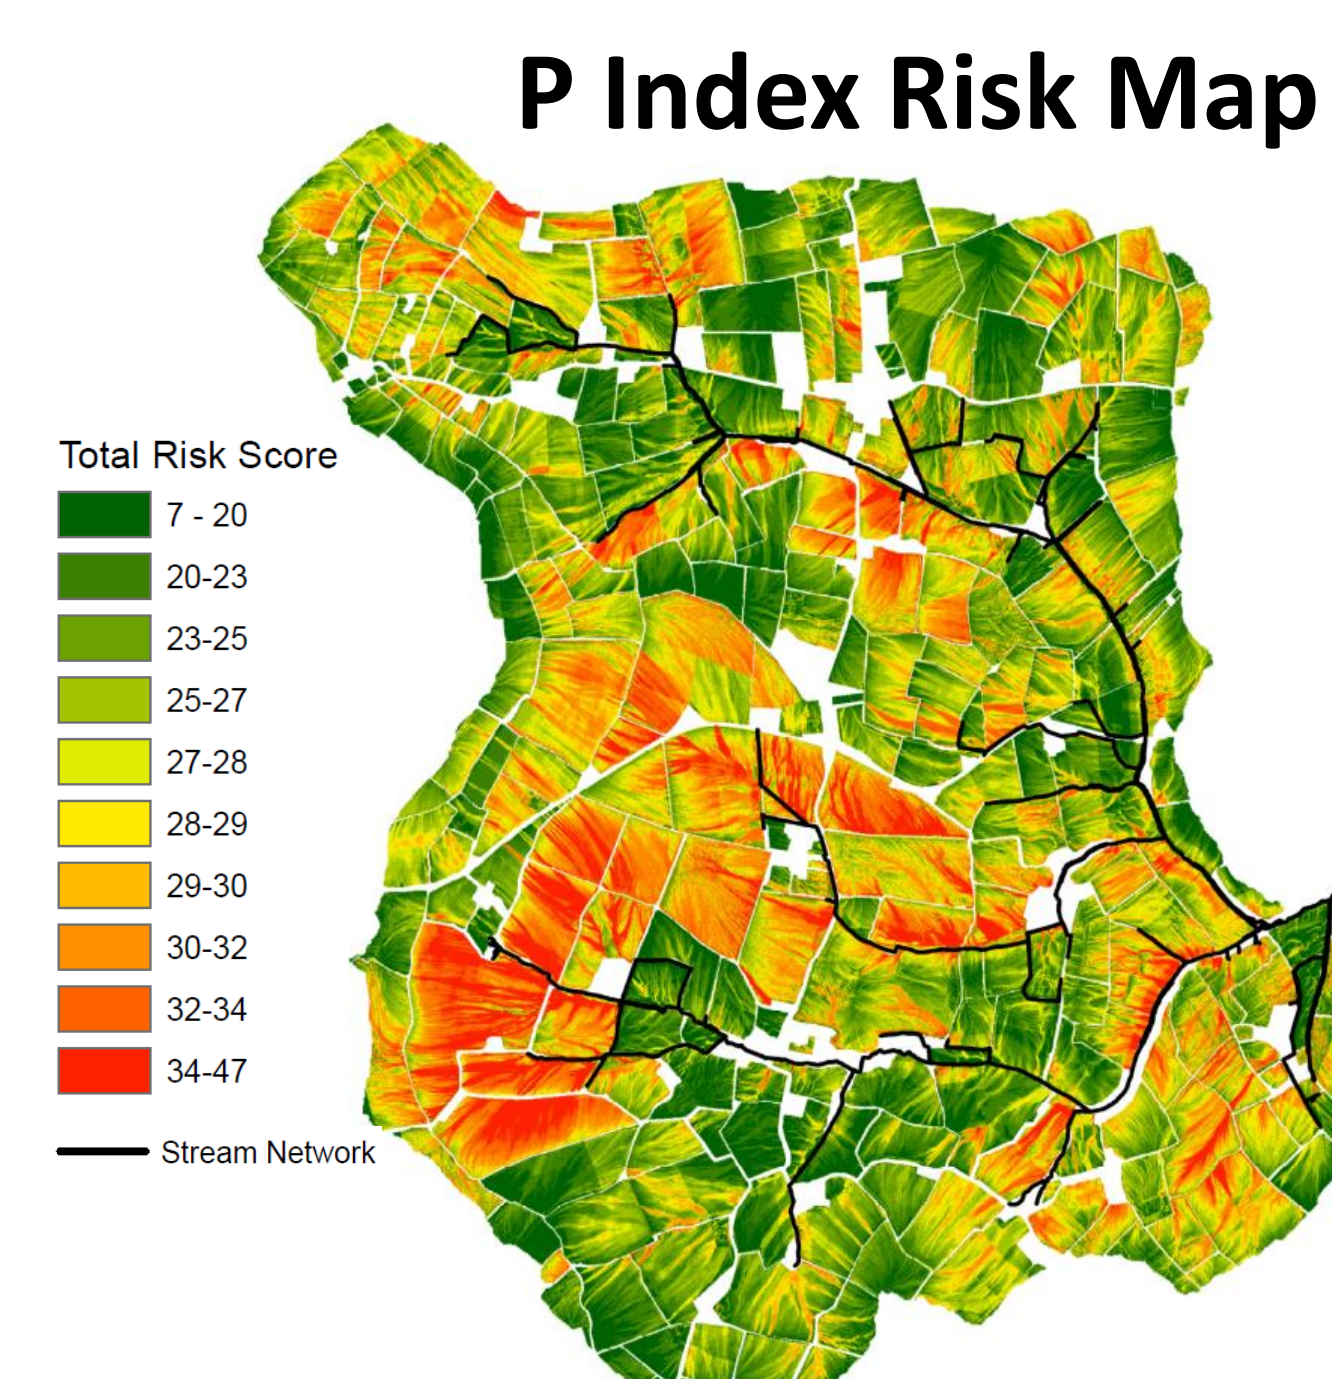 P Index Risk Map
Total Risk Score
7 - 20
20-23
23-25
25-27
27-28
28-29
29-30
30-32
32-34
34-47
Stream Network